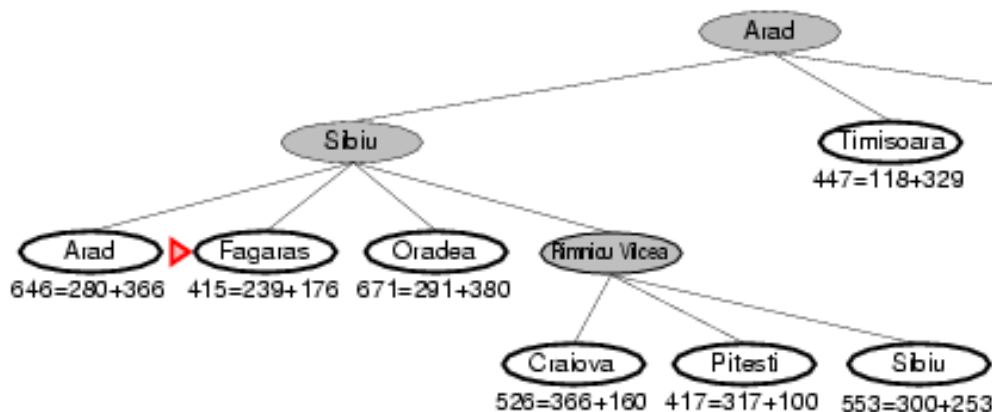 Arad
Sibiu
Timisoara
447=118+329
Arad
Fagaras
Oradea
Rimnicu Vilcea
646=280+366
415=239+176
671=291+380
Craiova
Pitesti
Sibiu
526=366+160
417=317+100
553=300+253